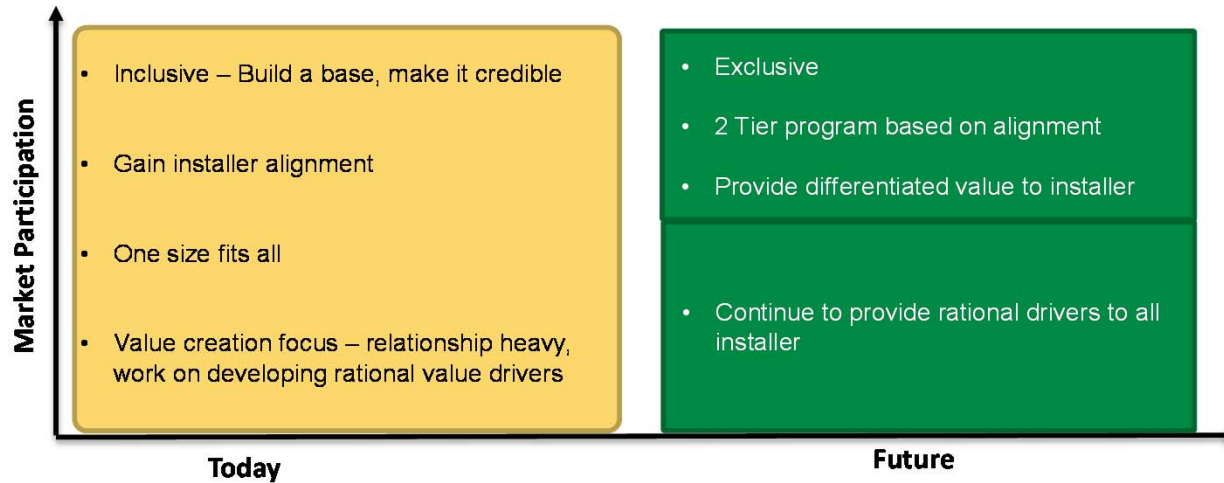 Market Participation
• Inclusive – Build a base, make it credible
• Gain installer alignment
• One size fits all
• Value creation focus – relationship heavy,
work on developing rational value drivers
• Exclusive
• 2 Tier program based on alignment
• Provide differentiated value to installer
• Continue to provide rational drivers to all
installer
Today
Future